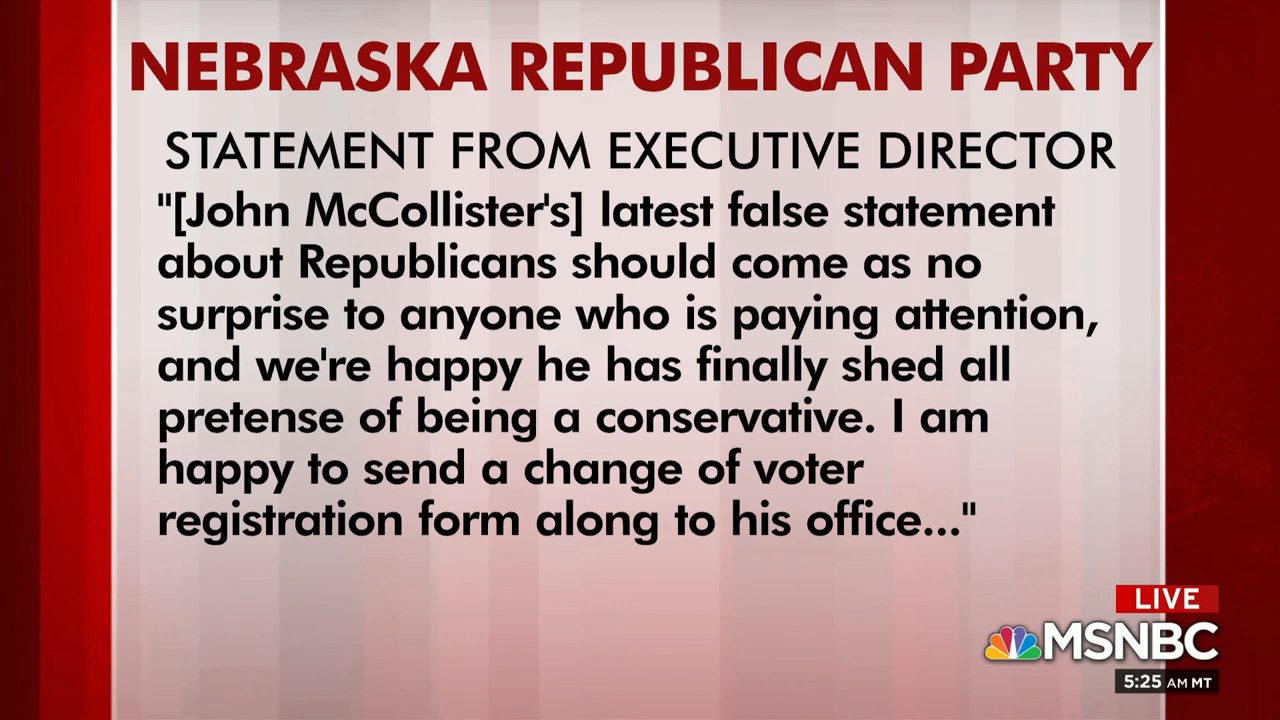 NEBRASKA REPUBLICAN PARTY
STATEMENT FROM EXECUTIVE DIRECTOR
"[John McCollister's] latest false statement
about Republicans should come as no
surprise to anyone who is paying attention,
and we're happy he has finally shed all
pretense of being a conservative. I am
happy to send a change of voter
registration form along to his office..."
LIVE
MSNBC
5:25 AM MT